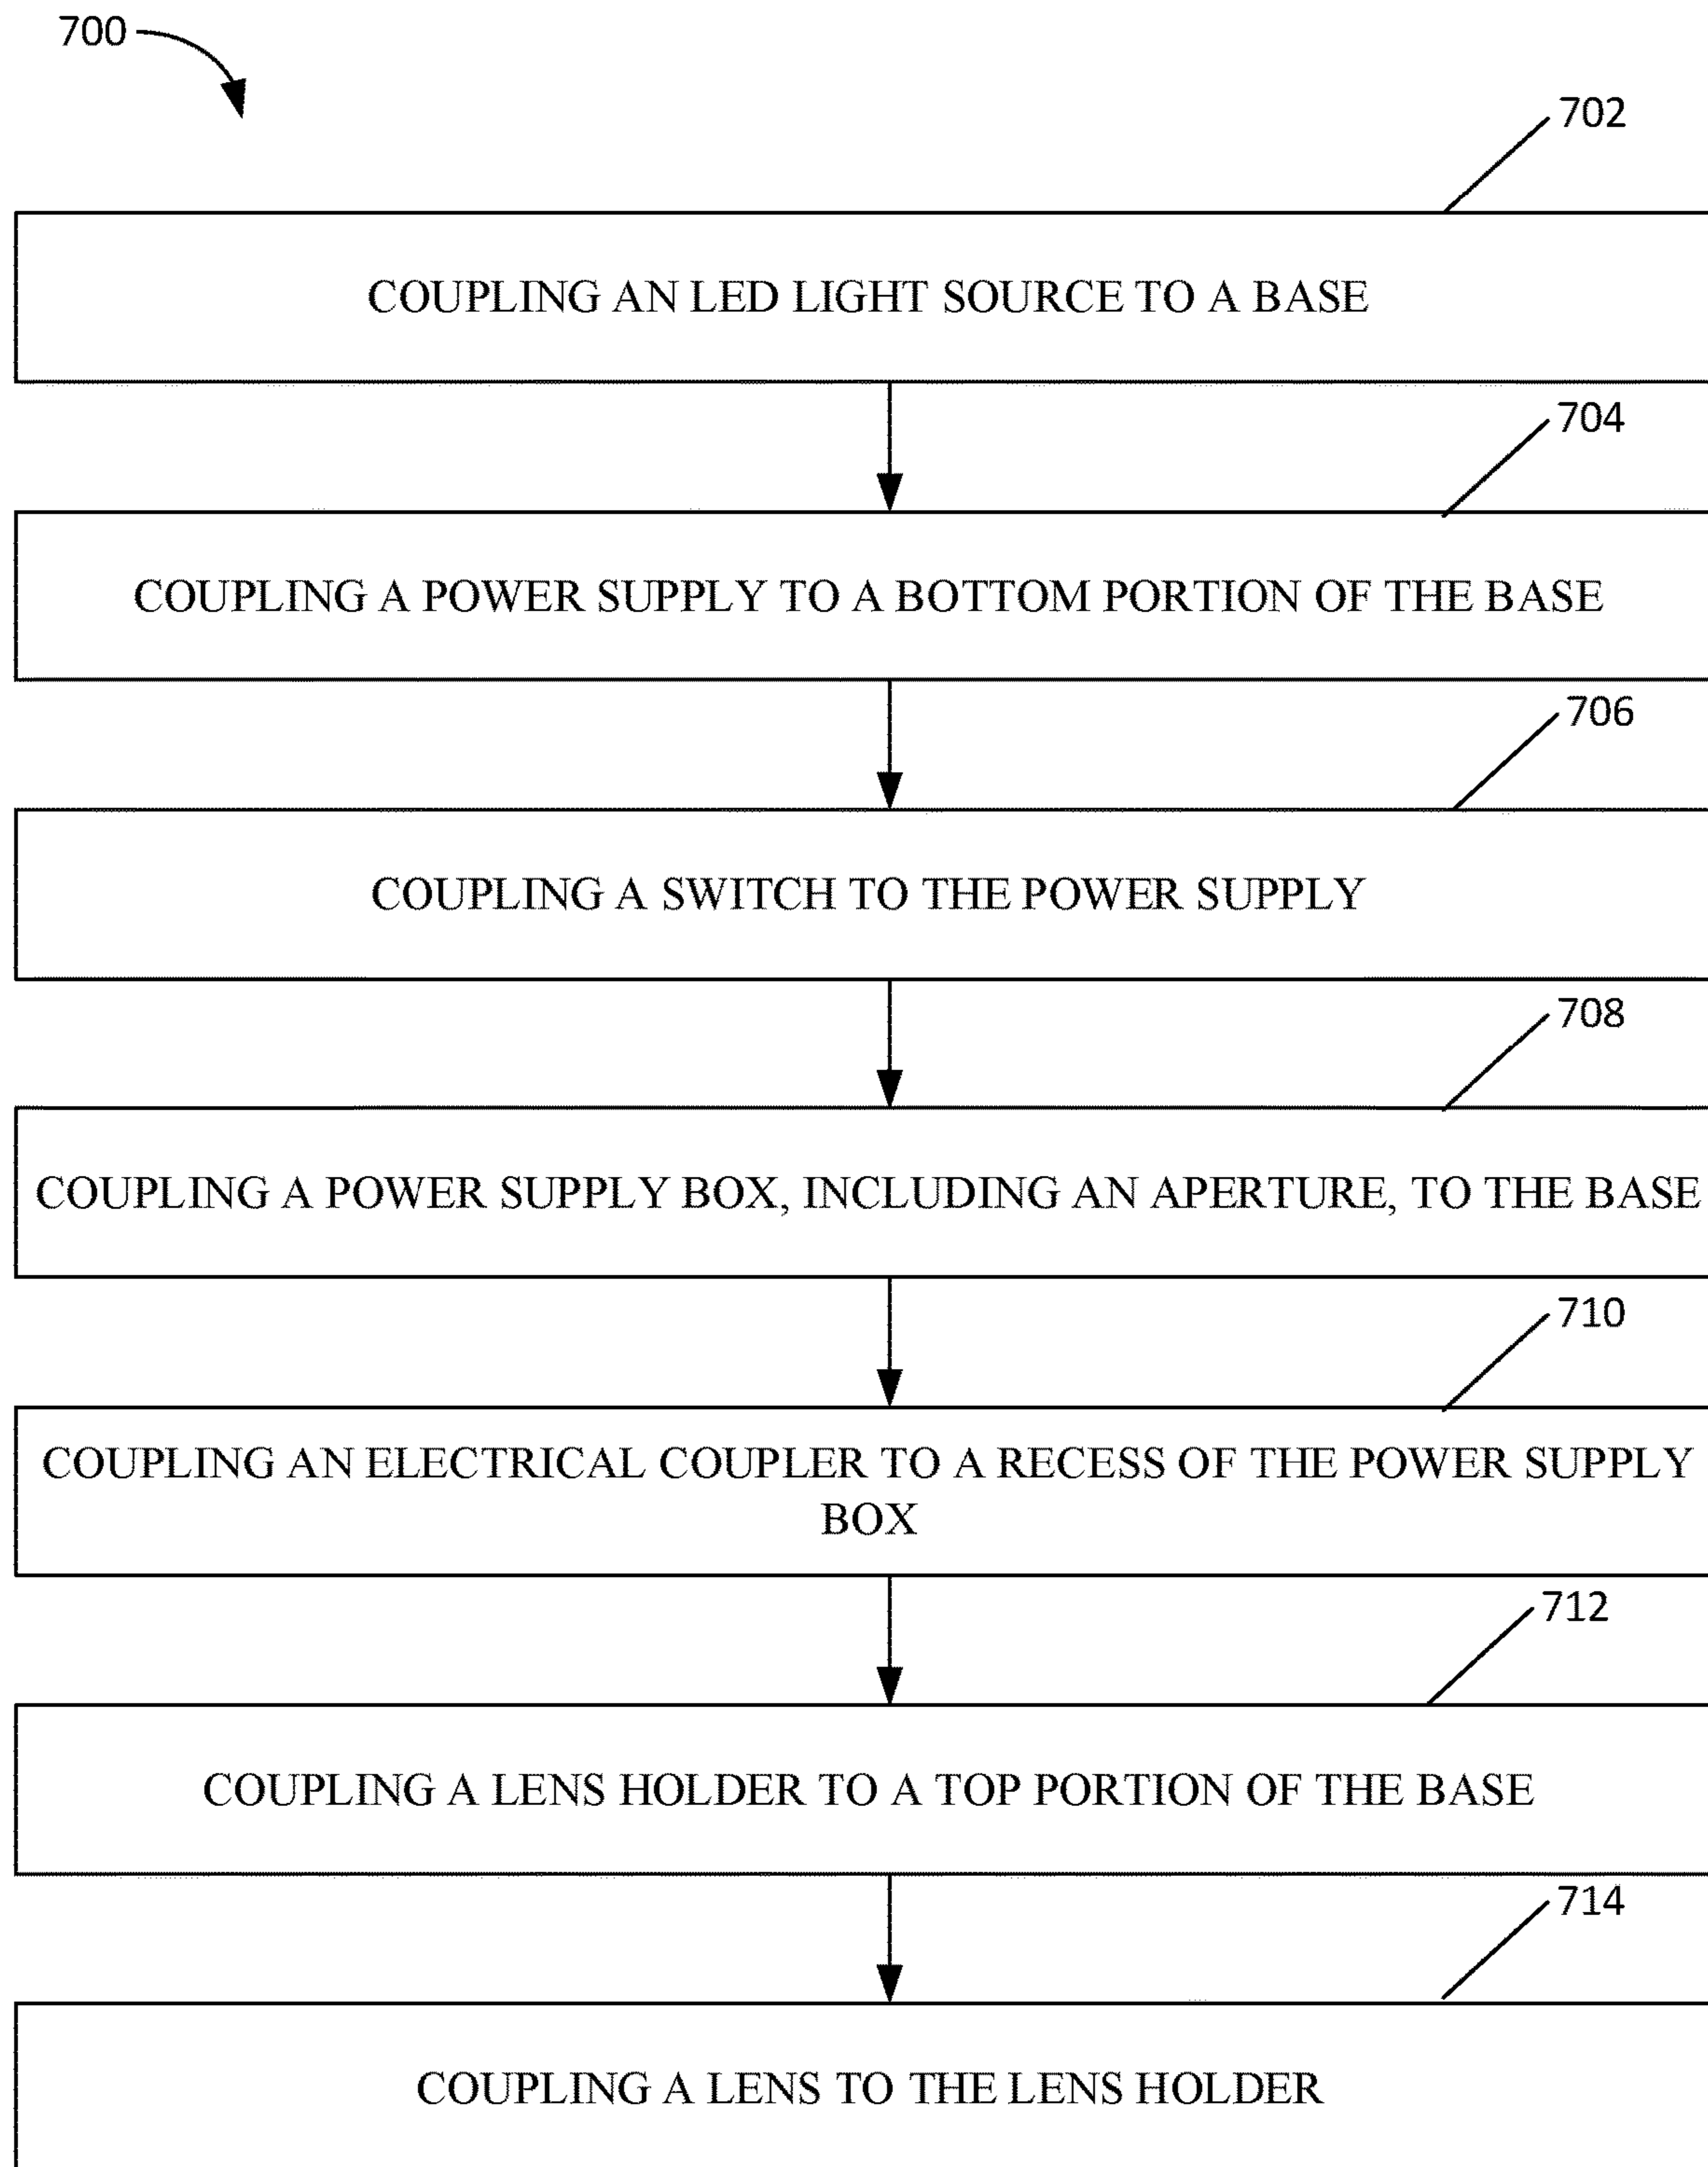 700
702
COUPLING AN LED LIGHT SOURCE TO A BASE
704
COUPLING A POWER SUPPLY TO A BOTTOM PORTION OF THE BASE
706
COUPLING A SWITCH TO THE POWER SUPPLY
708
COUPLING A POWER SUPPLY BOX, INCLUDING AN APERTURE, TO THE BASE
710
COUPLING AN ELECTRICAL COUPLER TO A RECESS OF THE POWER SUPPLY
BOX
712
COUPLING A LENS HOLDER TO A TOP PORTION OF THE BASE
714
COUPLING A LENS TO THE LENS HOLDER